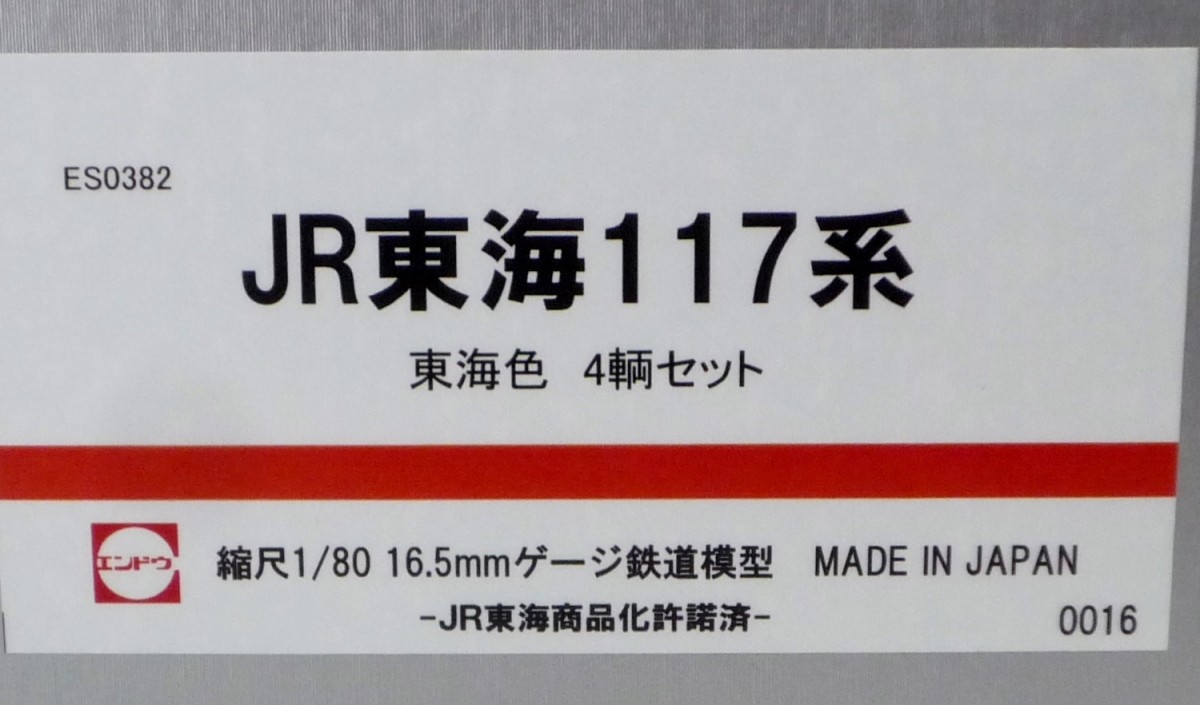 ES0382
JR東海117系
東海色 4輌セット
エンドウ
縮尺1/80 16.5mmゲージ鉄道模型 MADE IN JAPAN
-JR東海商品化許諾済-
0016